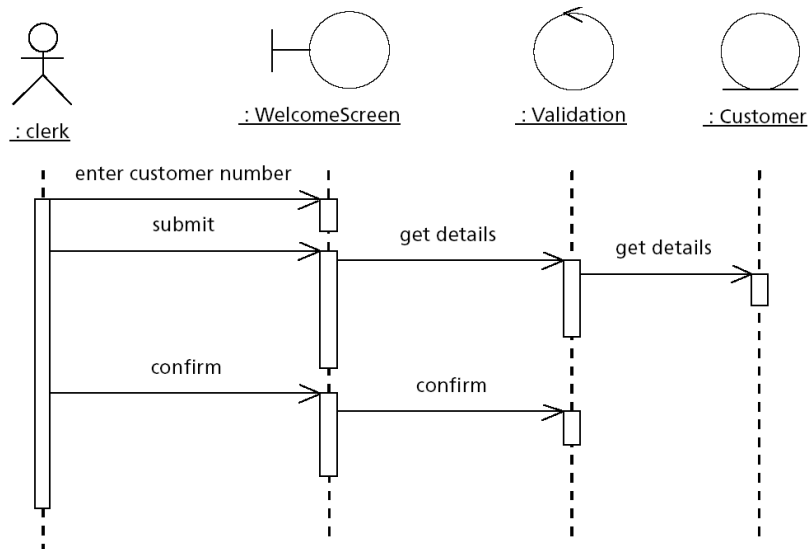 : clerk
: WelcomeScreen
: Validation
: Customer
enter customer number
submit
get details
get details
confirm
confirm